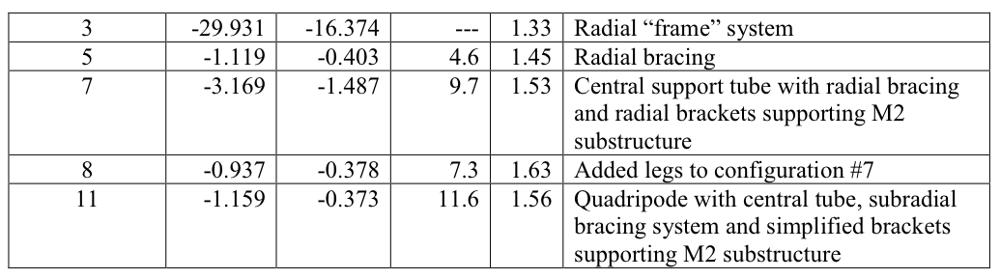 3 -29.931 -16.374 --- 1.33 Radial “frame” system
5 -1.119 -0.403 4.6 1.45 Radial bracing
7 -3.169 -1.487 9.7 1.53 Central support tube with radial bracing
and radial brackets supporting M2
substructure
8 -0.937 -0.378 7.3 1.63 Added legs to configuration #7
11 -1.159 -0.373 11.6 1.56 Quadripode with central tube, subradial
bracing system and simplified brackets
supporting M2 substructure